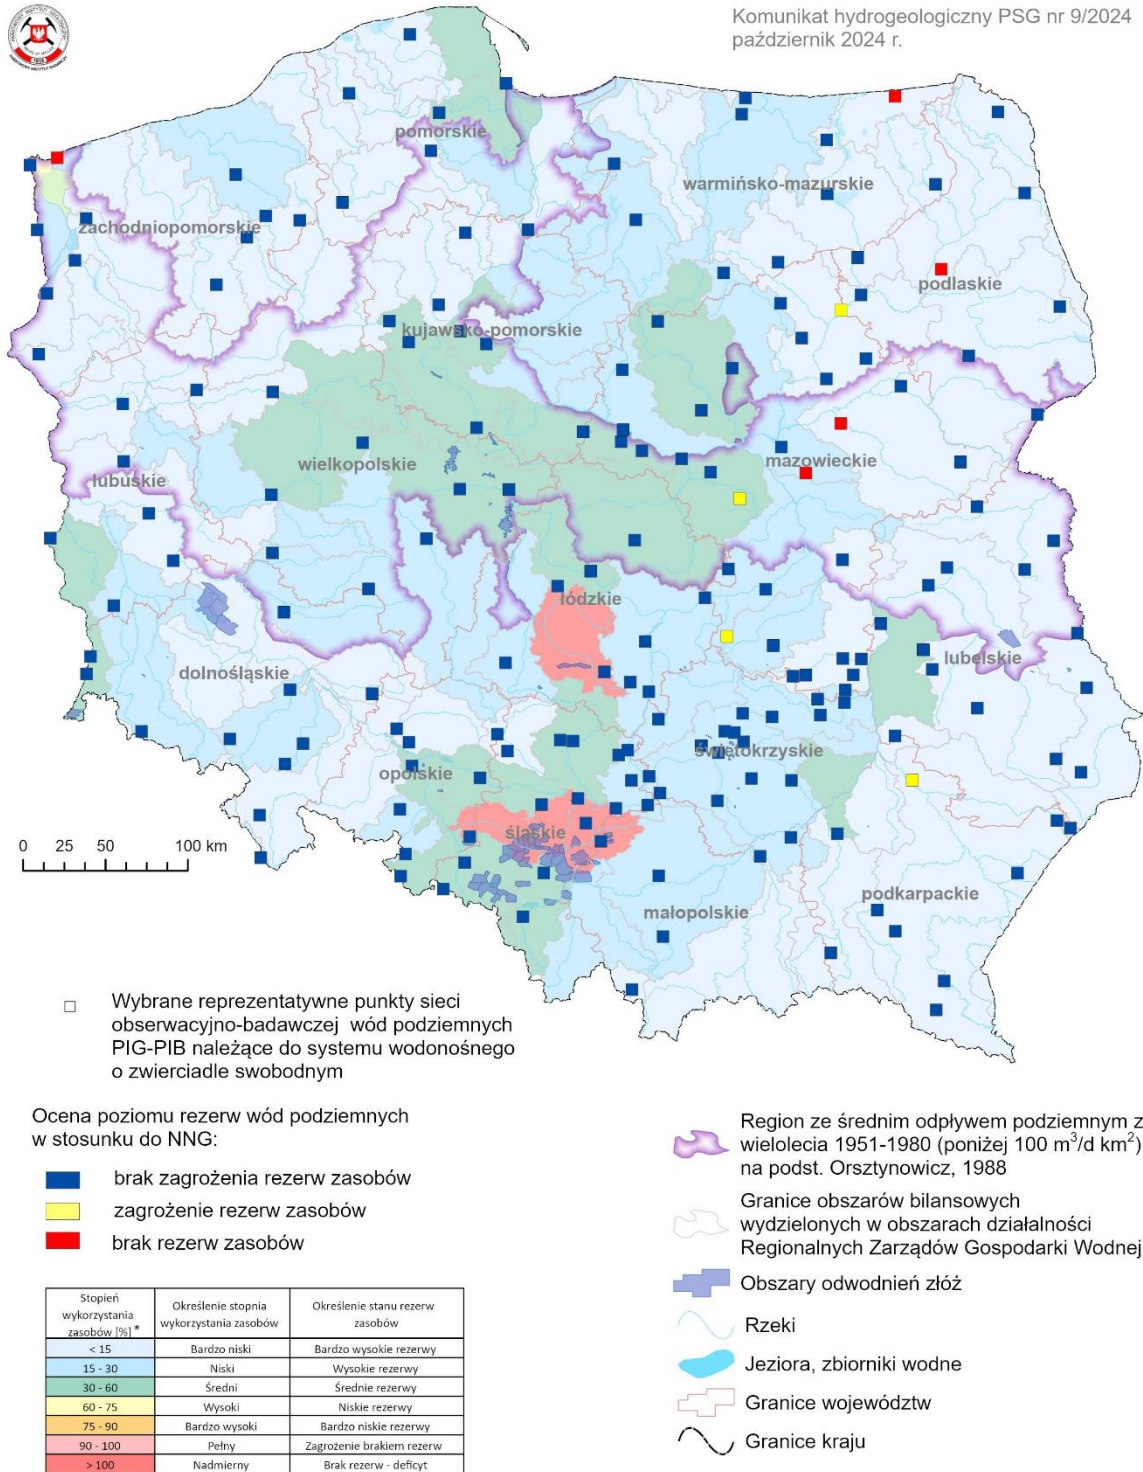 Komunikat hydrogeologiczny PSG nr 9/2024
październik 2024 r.
pomorskie
warmińsko-mazurskie
zachodniopomorskie
podlaskie
kujawsko-pomorskie
wielkopolskie
mazowieckie
lubuskie
łódzkie
dolnośląskie
lubelskie
świętokrzyskie
opolskie
śląskie
małopolskie
podkarpackie
0 25 50 100 km
Wybrane reprezentatywne punkty sieci
obserwacyjno-badawczej wód podziemnych
PIG-PIB należące do systemu wodonośnego
o zwierciadle swobodnym
Ocena poziomu rezerw wód podziemnych
w stosunku do NNG:
brak zagrożenia rezerw zasobów
zagrożenie rezerw zasobów
brak rezerw zasobów
Stopień
wykorzystania
zasobów [%] *
Określenie stopnia
wykorzystania zasobów
Określenie stanu rezerw
zasobów
< 15 Bardzo niski Bardzo wysokie rezerwy
15 - 30 Niski Wysokie rezerwy
30 - 60 Średni Średnie rezerwy
60 - 75 Wysoki Niskie rezerwy
75 - 90 Bardzo wysoki Bardzo niskie rezerwy
90 - 100 Pełny Zagrożenie brakiem rezerw
> 100 Nadmierny Brak rezerw - deficyt
Region ze średnim odpływem podziemnym z
wielolecia 1951-1980 (poniżej 100 m³/d km²)
na podst. Orsztynowicz, 1988
Granice obszarów bilansowych
wydzielonych w obszarach działalności
Regionalnych Zarządów Gospodarki Wodnej
Obszary odwodnień złóż
Rzeki
Jeziora, zbiorniki wodne
Granice województw
Granice kraju